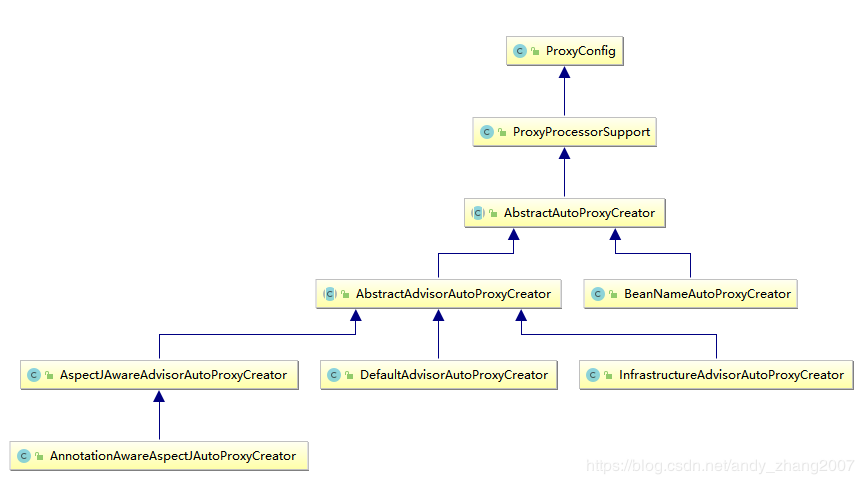 ProxyConfig
ProxyProcessorSupport
AbstractAutoProxyCreator
AbstractAdvisorAutoProxyCreator
BeanNameAutoProxyCreator
AspectJAwareAdvisorAutoProxyCreator
DefaultAdvisorAutoProxyCreator
InfrastructureAdvisorAutoProxyCreator
AnnotationAwareAspectJAutoProxyCreator
https://blog.csdn.net/andy_zhang2007